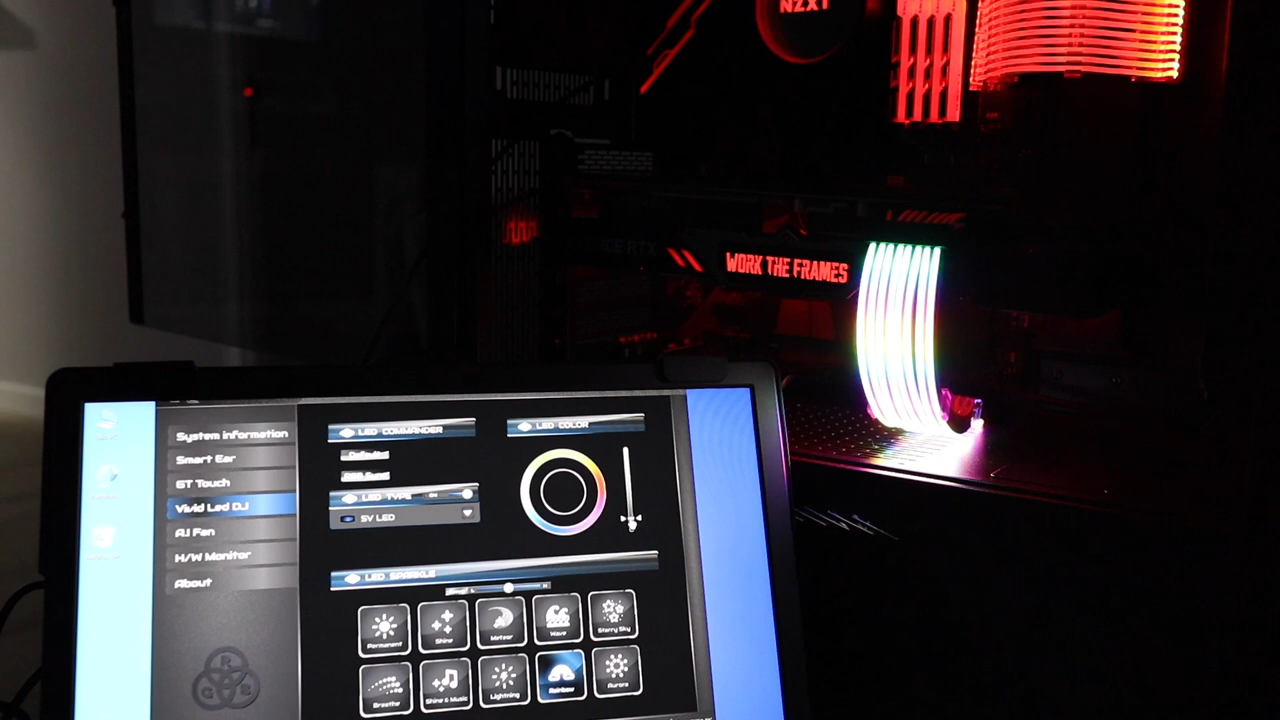 NZXT
WORK THE FRAMES
System information
Smart Ear
GT Touch
Vivid Led DJ
A.I Fan
H/W Monitor
About
R
G B
LED COMMANDER
LED TYPE
5V LED
LED COLOR
LED SPARKLE
Permanent
Shine
Meteor
Wave
Starry Sky
Breathe
Shine & Music
Lightning
Rainbow
Aurora